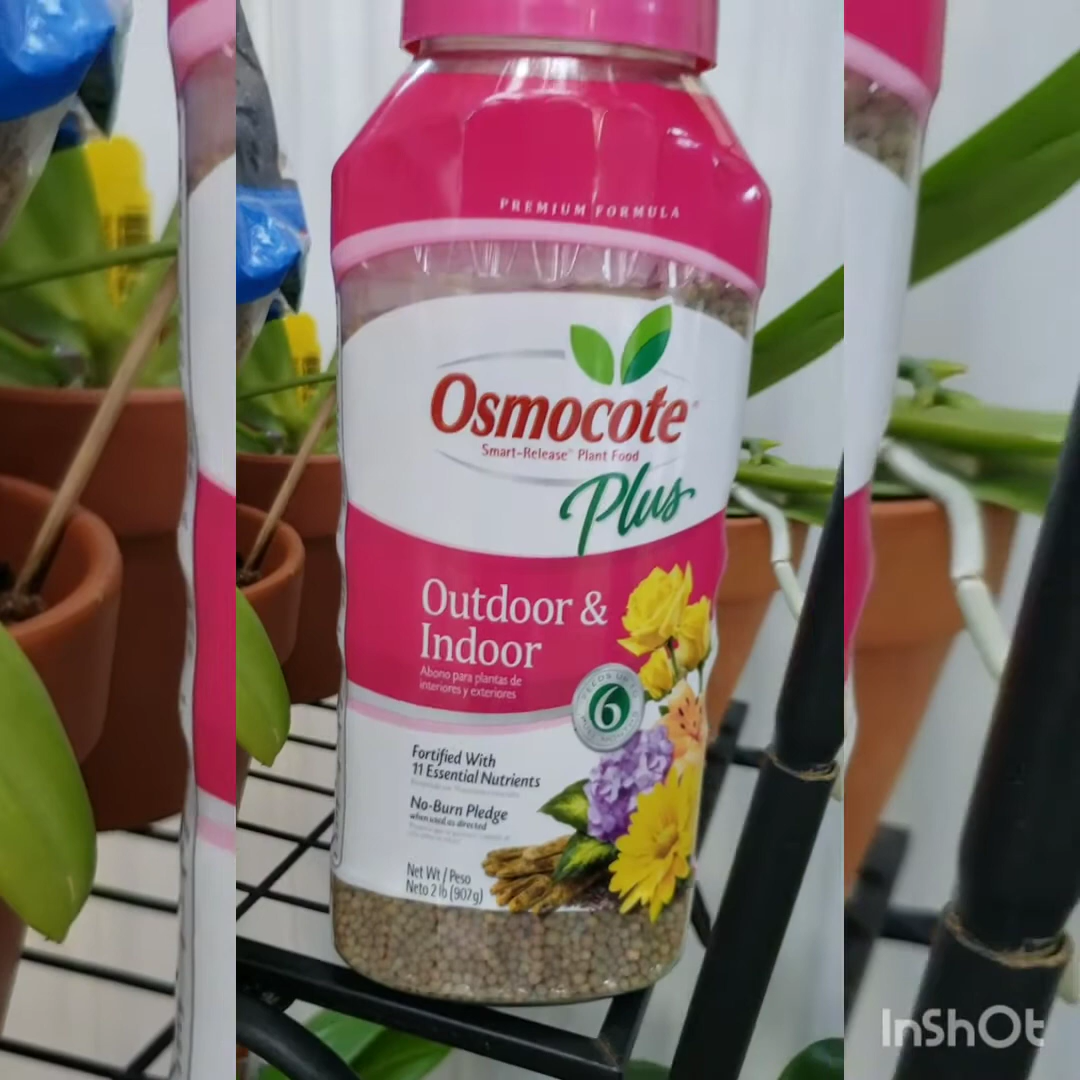 PREMIUM FORMULA
Osmocote
Smart-Release™ Plant Food
Plus
Outdoor &
Indoor
Abono para plantas de
interiores y exteriores
6
Fortified With
11 Essential Nutrients
No-Burn Pledge
when used as directed
Net Wt / Peso
Neto 2 lb (907g)
InShOt